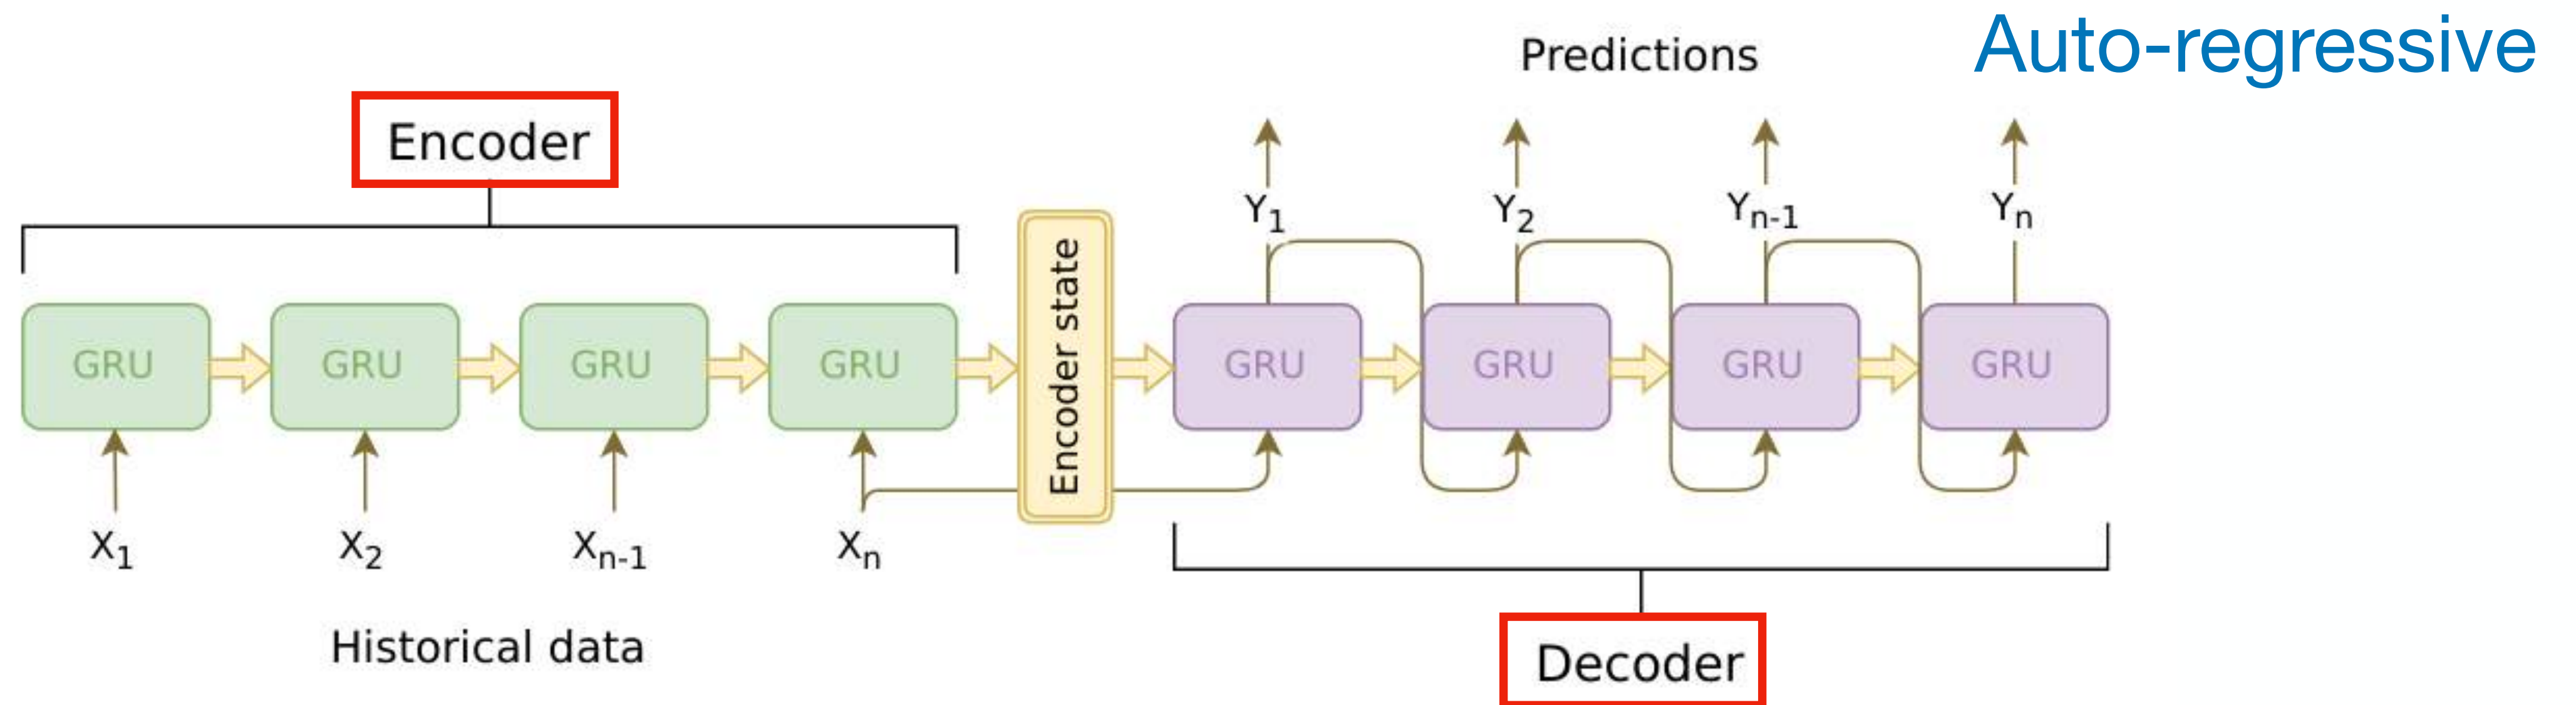 Auto-regressive
Predictions
Encoder
Y1 Y2 Yn-1 Yn
GRU GRU GRU GRU Encoder state GRU GRU GRU GRU
X1 X2 Xn-1 Xn
Historical data
Decoder